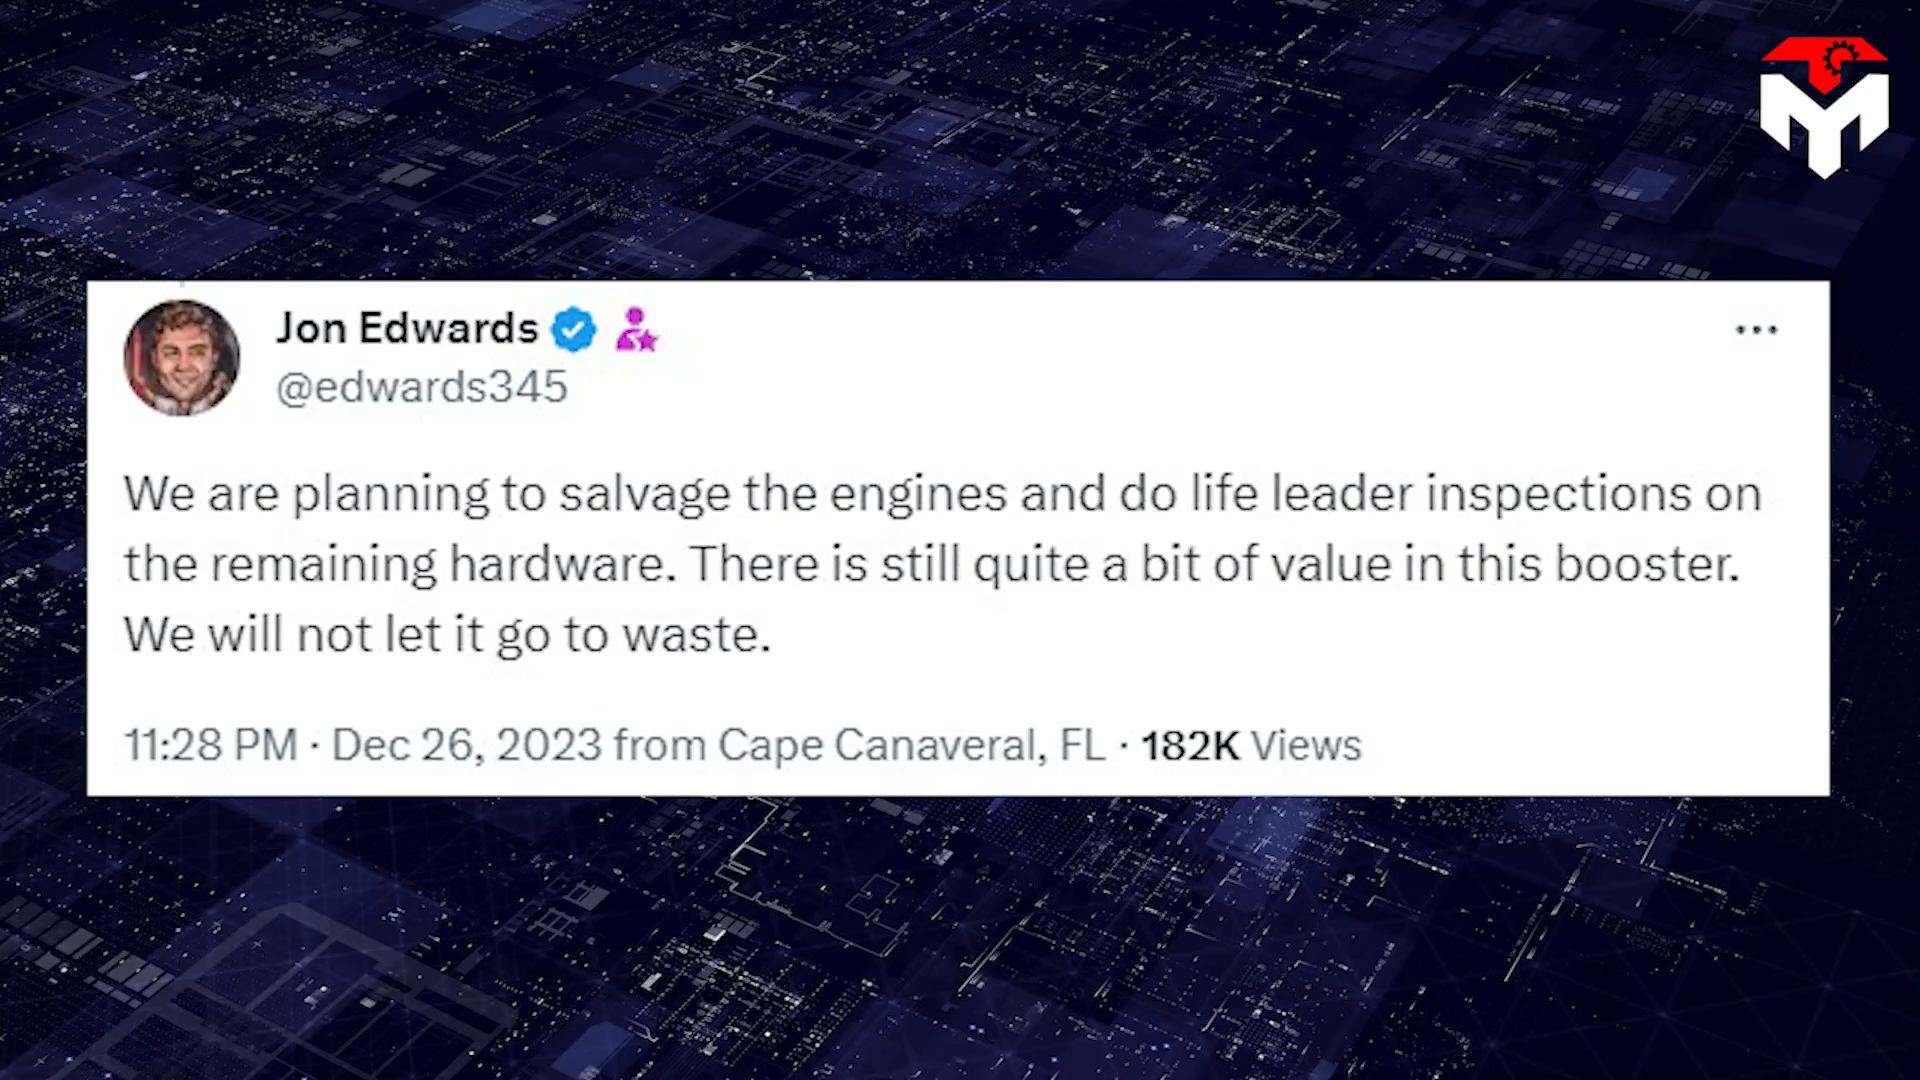 Jon Edwards
@edwards345
We are planning to salvage the engines and do life leader inspections on
the remaining hardware. There is still quite a bit of value in this booster.
We will not let it go to waste.
11:28 PM · Dec 26, 2023 from Cape Canaveral, FL · 182K Views